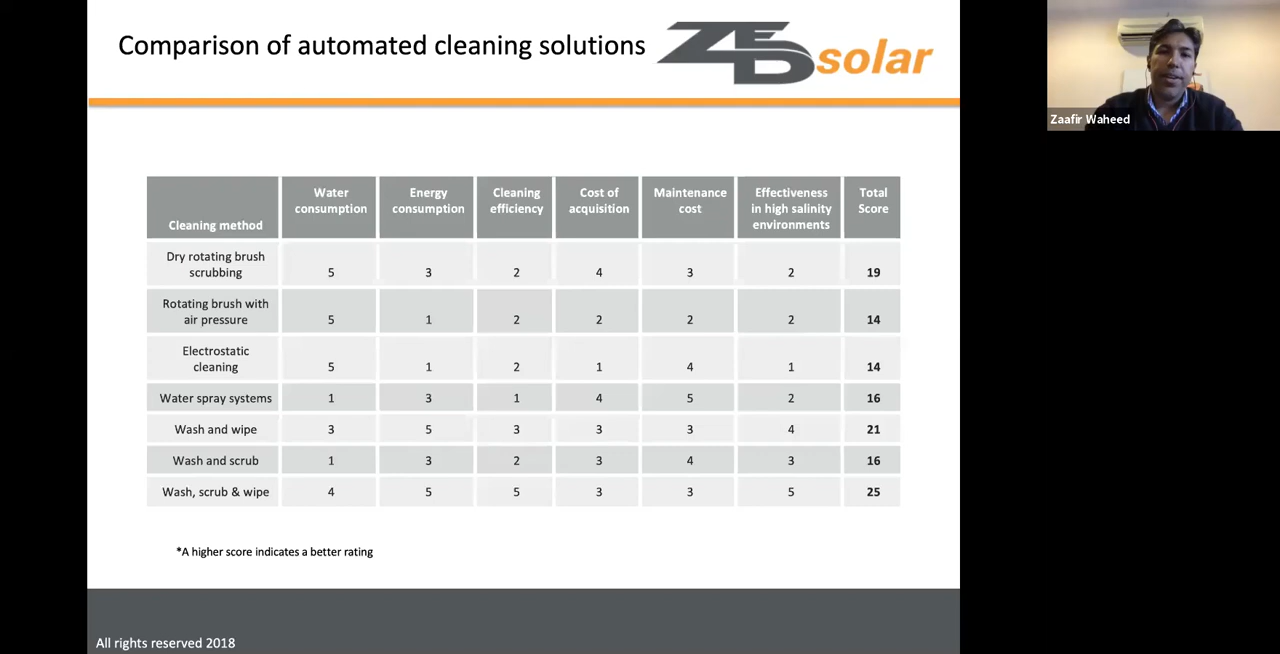 Comparison of automated cleaning solutions
ZED solar
Zaafir Waheed
Cleaning method
Water
consumption
Energy
consumption
Cleaning
efficiency
Cost of
acquisition
Maintenance
cost
Effectiveness
in high salinity
environments
Total
Score
Dry rotating brush
scrubbing
5 3 2 4 3 2 19
Rotating brush with
air pressure
5 1 2 2 2 2 14
Electrostatic
cleaning
5 1 2 1 4 1 14
Water spray systems 1 3 1 4 5 2 16
Wash and wipe 3 5 3 3 3 4 21
Wash and scrub 1 3 2 3 4 3 16
Wash, scrub & wipe 4 5 5 3 3 5 25
*A higher score indicates a better rating
All rights reserved 2018